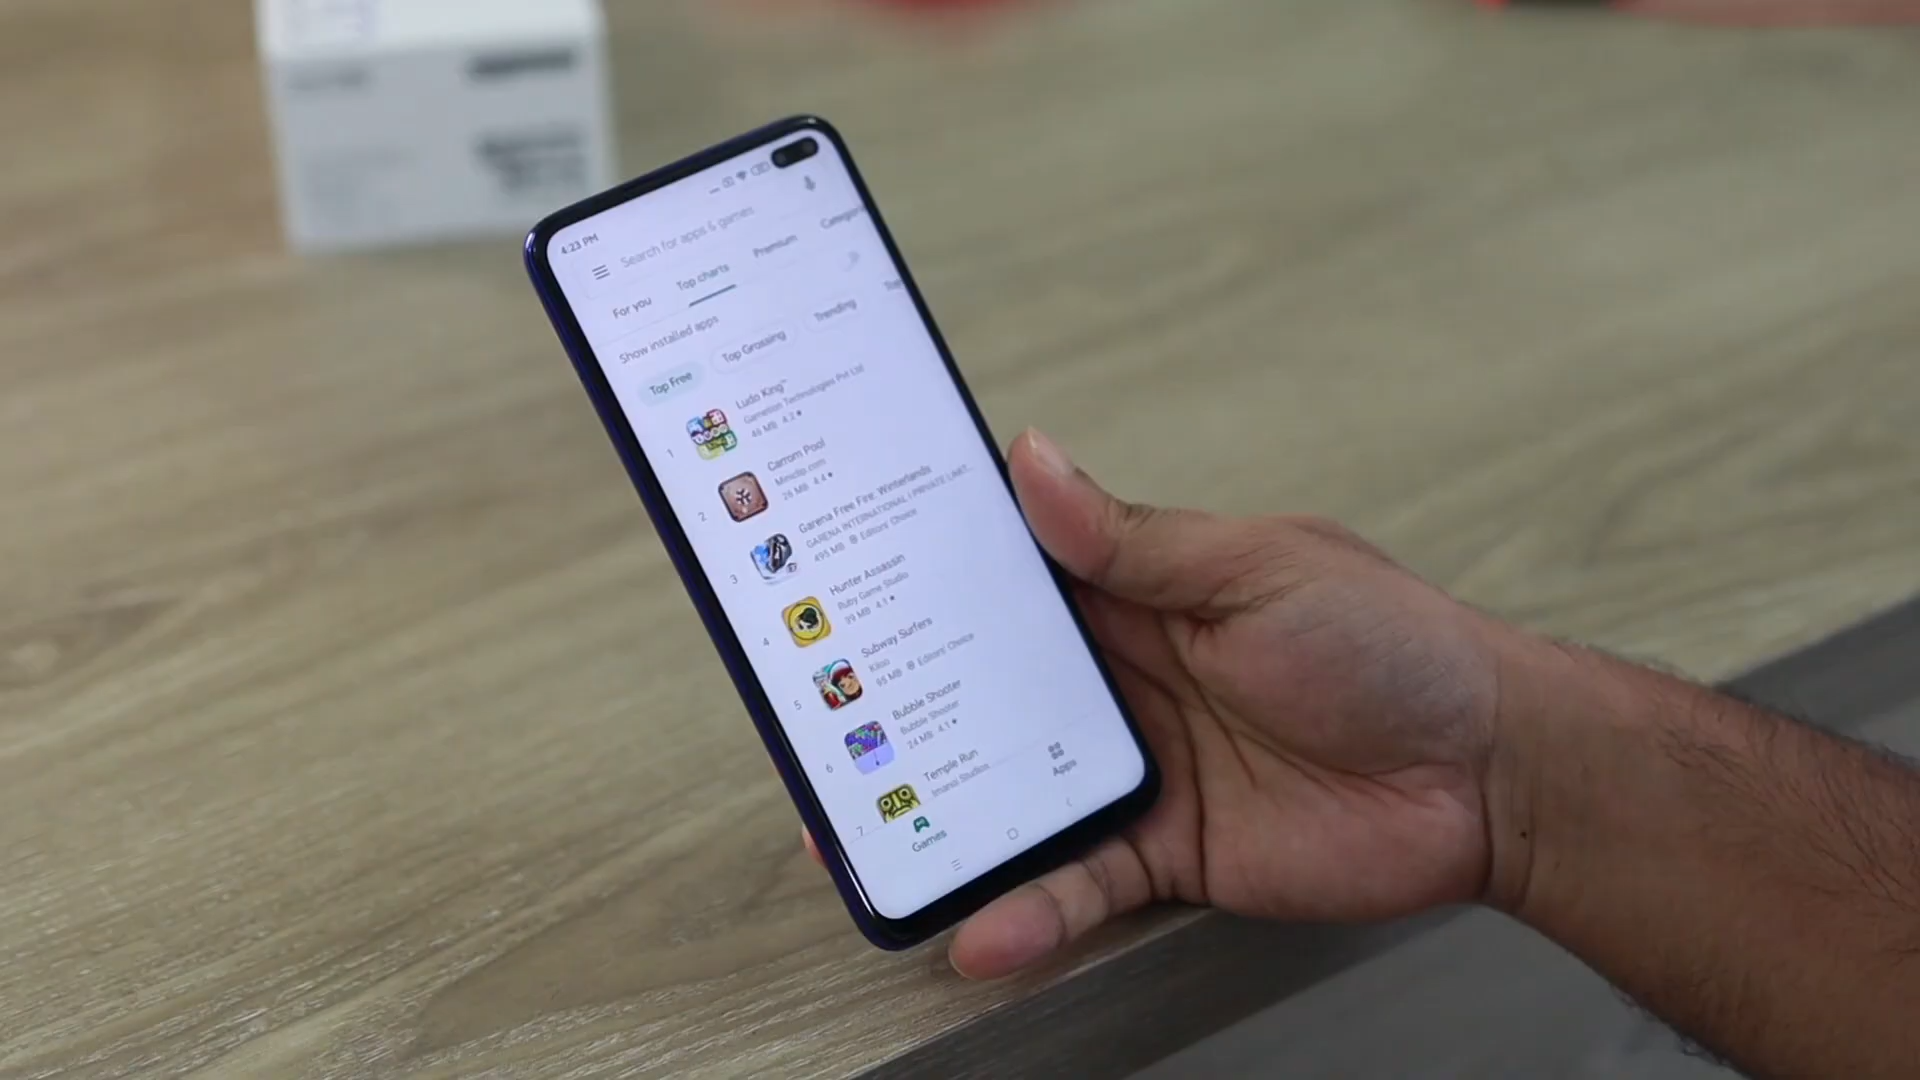 4:23 PM
Search for apps & games
For you
Top charts
Premium
Show installed apps
Top Free
Top Grossing
Trending
1
Ludo King™
Gametion Technologies Pvt Ltd
46 MB 4.2★
2
Carrom Pool
Miniclip.com
26 MB 4.4★
3
Garena Free Fire: Winterlands
GARENA INTERNATIONAL I PRIVATE LIMIT...
495 MB Editors' Choice
4
Hunter Assassin
Ruby Game Studio
39 MB 4.1★
5
Subway Surfers
Kiloo
95 MB Editors' Choice
6
Bubble Shooter
Bubble Shooter
24 MB 4.1★
7
Temple Run
Imangi Studios
Games
Apps